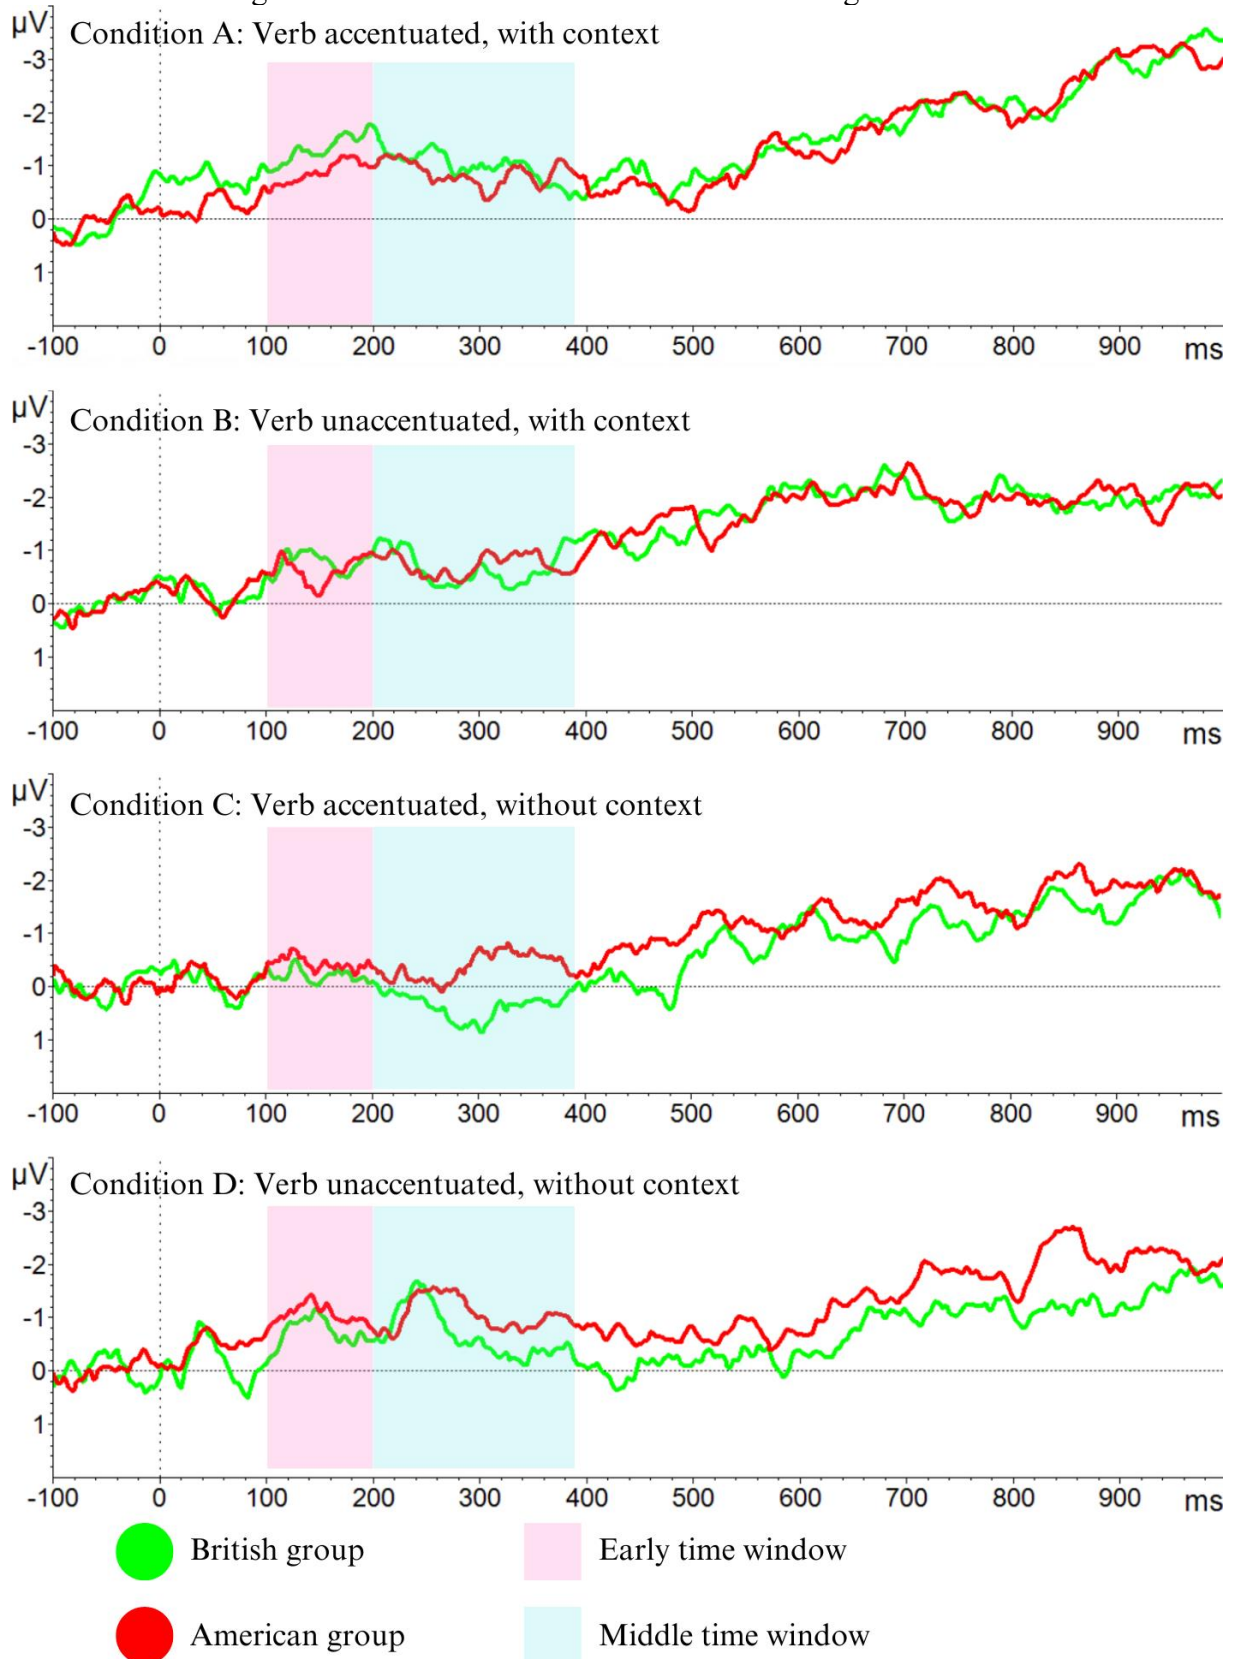 µV
Condition A: Verb accentuated, with context
-3
-2
-1
0
1
-100 0 100 200 300 400 500 600 700 800 900 ms
µV
Condition B: Verb unaccentuated, with context
-3
-2
-1
0
1
-100 0 100 200 300 400 500 600 700 800 900 ms
µV
Condition C: Verb accentuated, without context
-3
-2
-1
0
1
-100 0 100 200 300 400 500 600 700 800 900 ms
µV
Condition D: Verb unaccentuated, without context
-3
-2
-1
0
1
-100 0 100 200 300 400 500 600 700 800 900 ms
British group Early time window
American group Middle time window